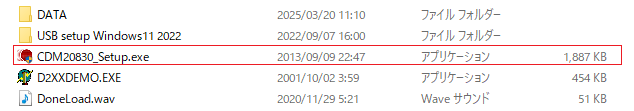 DATA 2025/03/20 11:10 ファイル フォルダー
USB setup Windows11 2022 2022/09/07 16:00 ファイル フォルダー
CDM20830_Setup.exe 2013/09/09 22:47 アプリケーション 1,887 KB
D2XXDEMO.EXE 2001/10/02 3:59 アプリケーション 454 KB
DoneLoad.wav 2020/11/29 5:21 Wave サウンド 51 KB